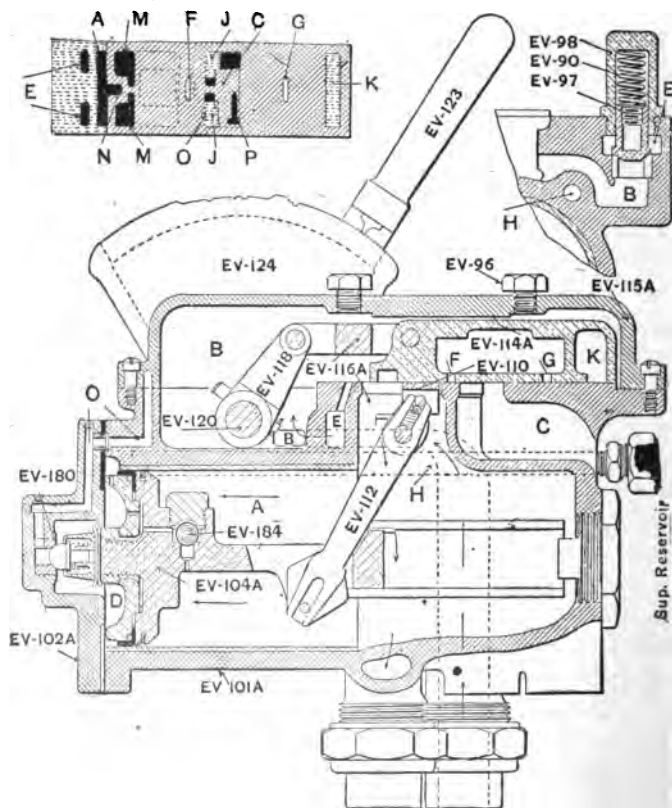 A M F J C G
E K
N M O J P
EV-98
EV-90
EV-97
E
B
H
EV-123
EV-124
EV-96
EV-115A
EV-114A
B
EV-118
EV-116A
F EV-110 G K
O
EV-120
B
E
C
H
EV-180
A
EV-184
EV-112
EV-104A
D
Sup. Reservoir
EV-102A
EV 101A